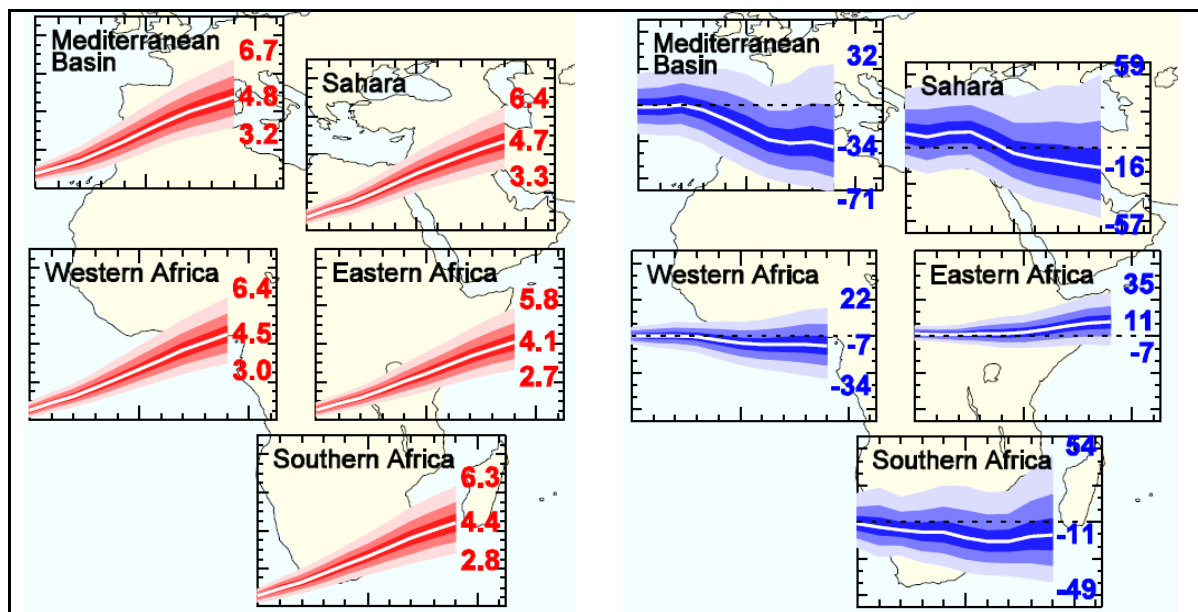 Mediterranean
Basin
6.7
4.8
3.2
Sahara
6.4
4.7
3.3
Western Africa
6.4
4.5
3.0
Eastern Africa
5.8
4.1
2.7
Southern Africa
6.3
4.4
2.8
Mediterranean
Basin
32
-34
-71
Sahara
59
-16
-57
Western Africa
22
-7
-34
Eastern Africa
35
11
-7
Southern Africa
54
-11
-49